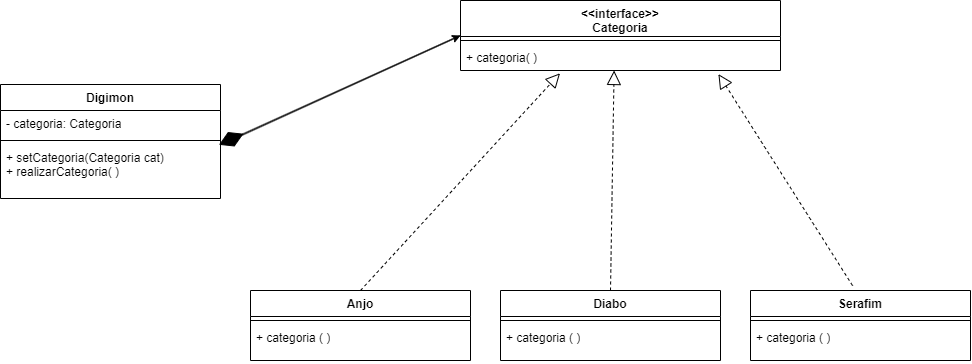 <<interface>>
Categoria
+ categoria( )
Digimon
- categoria: Categoria
+ setCategoria(Categoria cat)
+ realizarCategoria( )
Anjo
+ categoria ( )
Diabo
+ categoria ( )
Serafim
+ categoria ( )